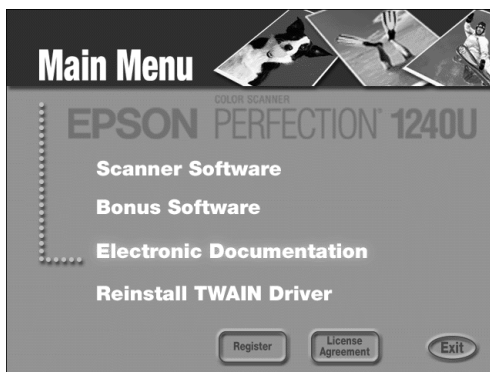 Main Menu
COLOR SCANNER
EPSON PERFECTION 1240U
Scanner Software
Bonus Software
Electronic Documentation
Reinstall TWAIN Driver
Register
License
Agreement
Exit